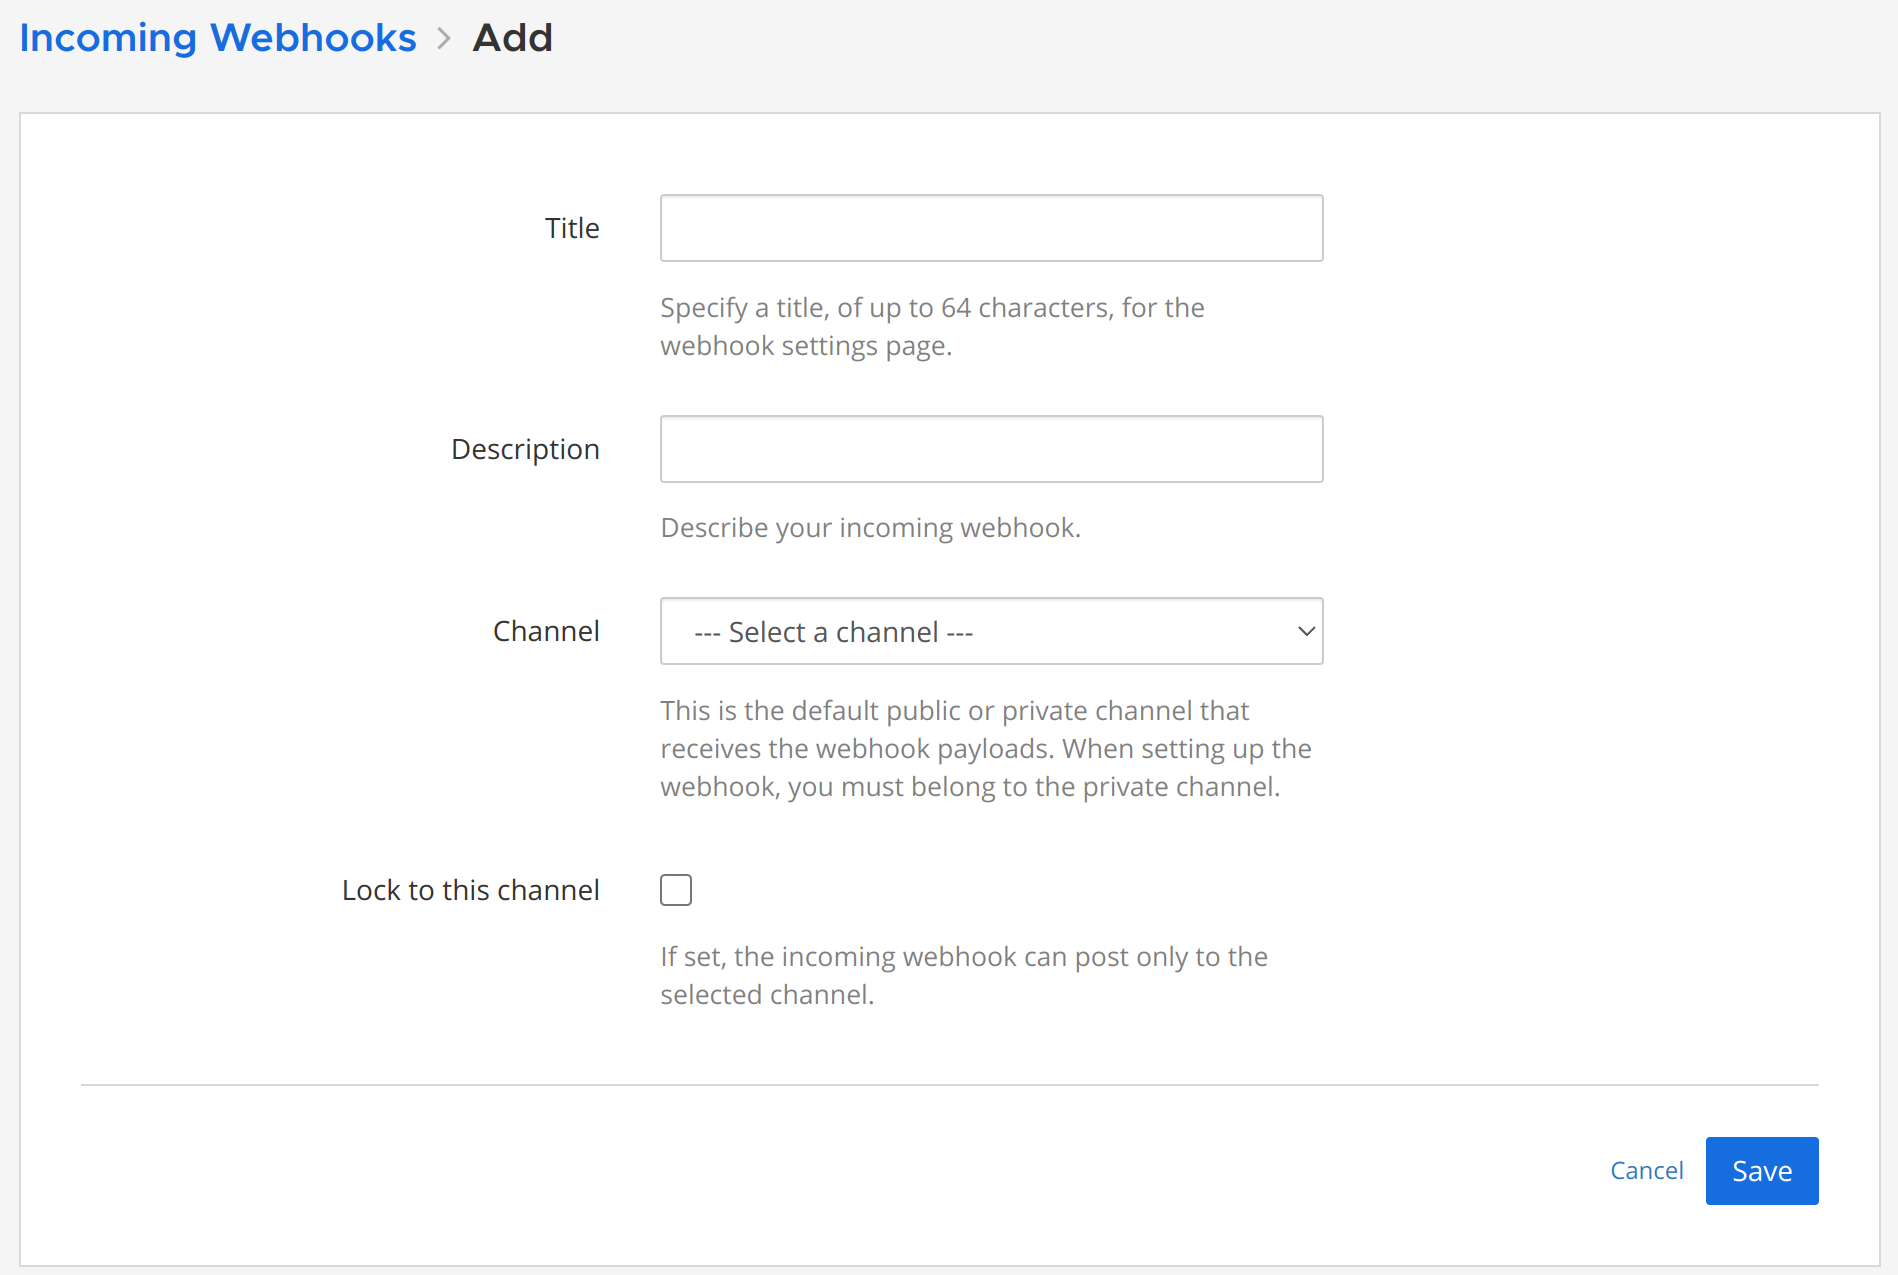 Incoming Webhooks > Add
Title
Specify a title, of up to 64 characters, for the
webhook settings page.
Description
Describe your incoming webhook.
Channel
--- Select a channel ---
This is the default public or private channel that
receives the webhook payloads. When setting up the
webhook, you must belong to the private channel.
Lock to this channel
If set, the incoming webhook can post only to the
selected channel.
Cancel
Save